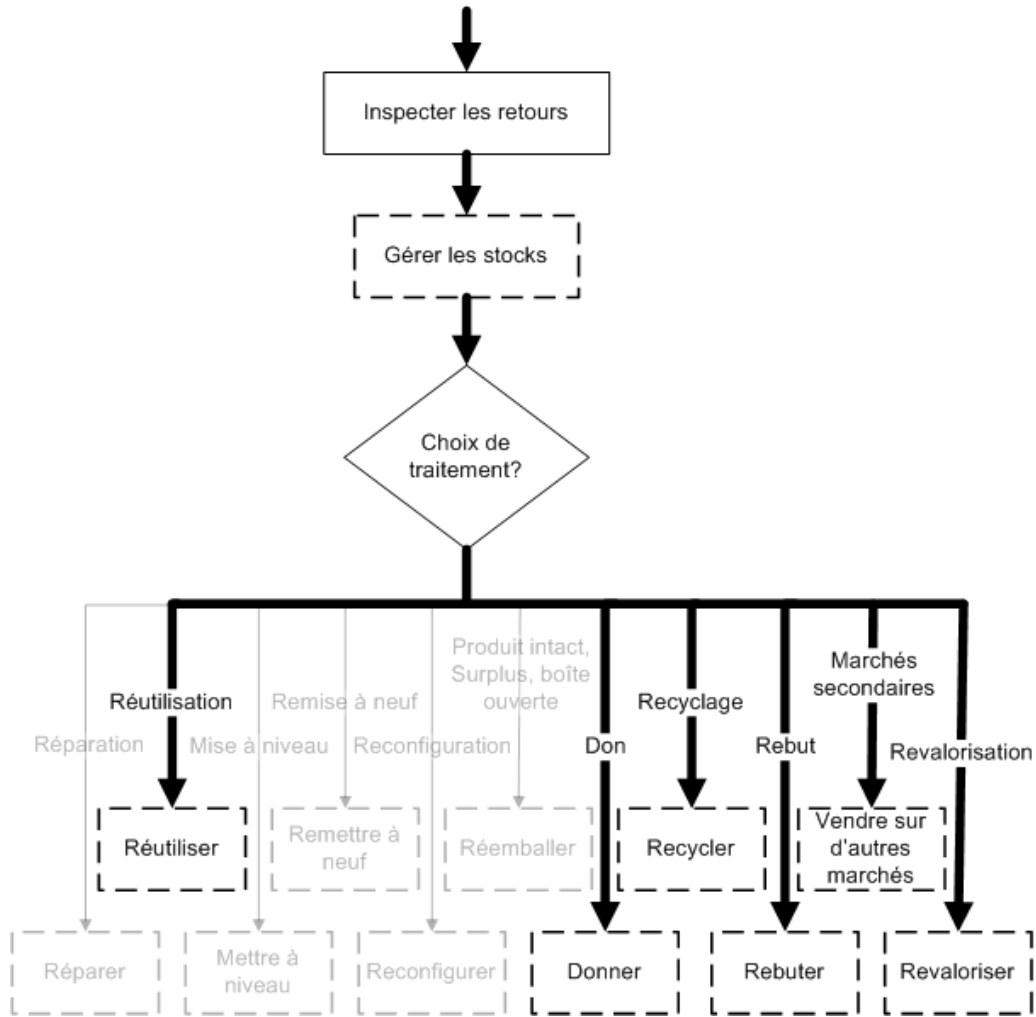 Inspecter les retours
Gérer les stocks
Choix de
traitement?
Produit intact,
Surplus, boîte
ouverte
Marchés
secondaires
Réutilisation
Remise à neuf
Recyclage
Réparation
Mise à niveau
Reconfiguration
Don
Rebut
Revalorisation
Réutiliser
Remettre à
neuf
Réemballer
Recycler
Vendre sur
d'autres
marchés
Réparer
Mettre à
niveau
Reconfigurer
Donner
Rebuter
Revaloriser